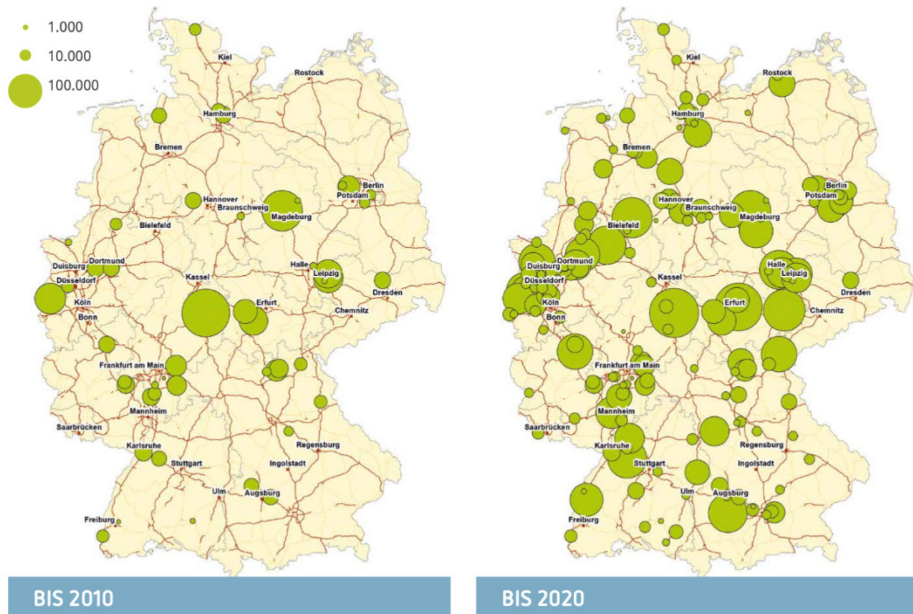 1.000
10.000
100.000
Kiel
Rostock
Hamburg
Bremen
Berlin
Potsdam
Hannover
Braunschweig
Magdeburg
Bielefeld
Dortmund
Duisburg
Düsseldorf
Kassel
Halle
Leipzig
Dresden
Köln
Bonn
Erfurt
Chemnitz
Frankfurt am Main
Mannheim
Saarbrücken
Karlsruhe
Regensburg
Stuttgart
Ingolstadt
Ulm
Augsburg
Freiburg
BIS 2010
Kiel
Rostock
Hamburg
Bremen
Berlin
Potsdam
Hannover
Braunschweig
Magdeburg
Bielefeld
Dortmund
Duisburg
Düsseldorf
Kassel
Halle
Leipzig
Dresden
Köln
Bonn
Erfurt
Chemnitz
Frankfurt am Main
Mannheim
Saarbrücken
Karlsruhe
Regensburg
Stuttgart
Ingolstadt
Ulm
Augsburg
Freiburg
BIS 2020